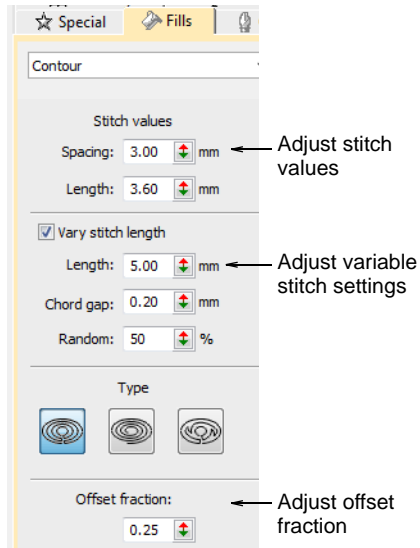 Special Fills
Contour
Stitch values
Spacing: 3.00 mm
Adjust stitch
values
Length: 3.60 mm
Vary stitch length
Length: 5.00 mm
Adjust variable
stitch settings
Chord gap: 0.20 mm
Random: 50 %
Type
Offset fraction:
Adjust offset
fraction
0.25